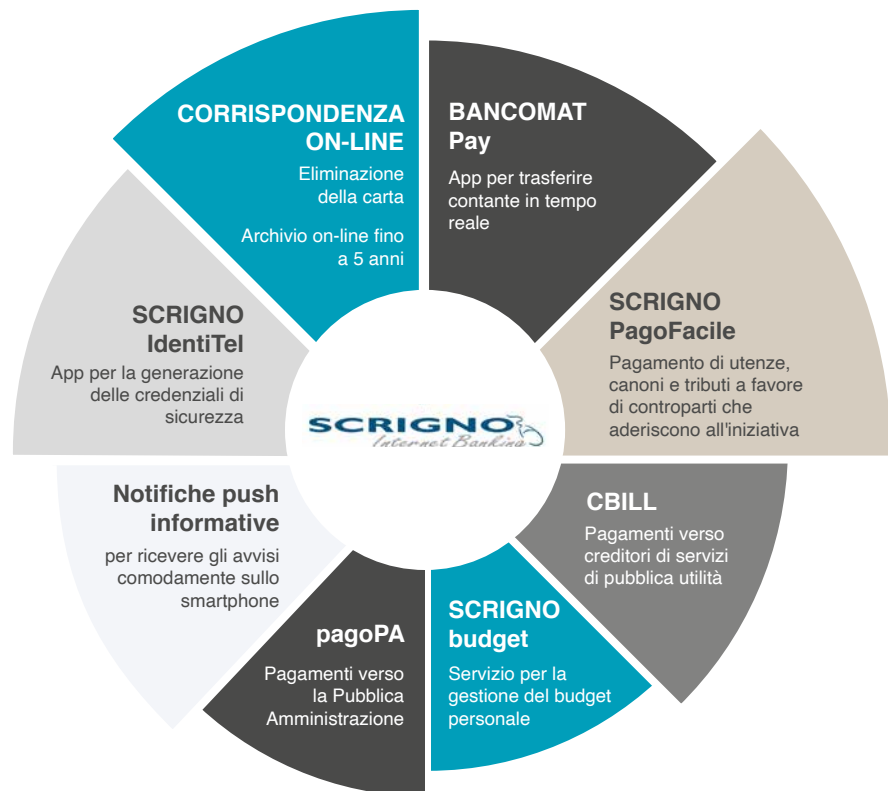 CORRISPONDENZA
ON-LINE
Eliminazione
della carta
Archivio on-line fino
a 5 anni
BANCOMAT
Pay
App per trasferire
contante in tempo
reale
SCRIGNO
PagoFacile
Pagamento di utenze,
canoni e tributi a favore
di controparti che
aderiscono all'iniziativa
CBILL
Pagamenti verso
creditori di servizi
di pubblica utilità
SCRIGNO
budget
Servizio per la
gestione del budget
personale
pagoPA
Pagamenti verso
la Pubblica
Amministrazione
Notifiche push
informative
per ricevere gli avvisi
comodamente sullo
smartphone
SCRIGNO
IdentiTel
App per la generazione
delle credenziali di
sicurezza
SCRIGNO
Internet Banking